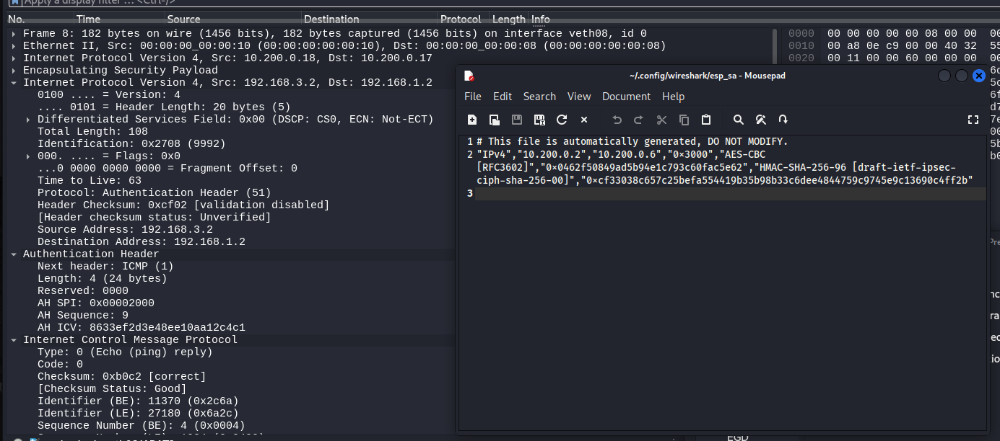 Apply a display filter … <Ctrl-/>
No. Time Source Destination Protocol Length Info
Frame 8: 182 bytes on wire (1456 bits), 182 bytes captured (1456 bits) on interface veth08, id 0
Ethernet II, Src: 00:00:00_00:00:10 (00:00:00:00:00:10), Dst: 00:00:00_00:00:08 (00:00:00:00:00:08)
Internet Protocol Version 4, Src: 10.200.0.18, Dst: 10.200.0.17
Encapsulating Security Payload
Internet Protocol Version 4, Src: 192.168.3.2, Dst: 192.168.1.2
0100 .... = Version: 4
.... 0101 = Header Length: 20 bytes (5)
Differentiated Services Field: 0x00 (DSCP: CS0, ECN: Not-ECT)
Total Length: 108
Identification: 0x2708 (9992)
000. .... = Flags: 0x0
...0 0000 0000 0000 = Fragment Offset: 0
Time to Live: 63
Protocol: Authentication Header (51)
Header Checksum: 0xcf02 [validation disabled]
[Header checksum status: Unverified]
Source Address: 192.168.3.2
Destination Address: 192.168.1.2
Authentication Header
Next header: ICMP (1)
Length: 4 (24 bytes)
Reserved: 0000
AH SPI: 0x00002000
AH Sequence: 9
AH ICV: 8633ef2d3e48ee10aa12c4c1
Internet Control Message Protocol
Type: 0 (Echo (ping) reply)
Code: 0
Checksum: 0xb0c2 [correct]
[Checksum Status: Good]
Identifier (BE): 11370 (0x2c6a)
Identifier (LE): 27180 (0x6a2c)
Sequence Number (BE): 4 (0x0004)
0000 00 00 00 00 00 08 00 00
0010 00 a8 0e c9 00 00 40 32 55
0020 00 11 00 00 60 00 00 00
~/.config/wireshark/esp_sa - Mousepad
File Edit Search View Document Help
1 # This file is automatically generated, DO NOT MODIFY.
2 "IPv4","10.200.0.2","10.200.0.6","0×3000","AES-CBC
[RFC3602]","0×0462f50849ad5b94e1c793c60fac5e62","HMAC-SHA-256-96 [draft-ietf-ipsec-
ciph-sha-256-00]","0×cf33038c657c25befa554419b35b98b33c6dee4844759c9745e9c13690c4ff2b"
3
EGD